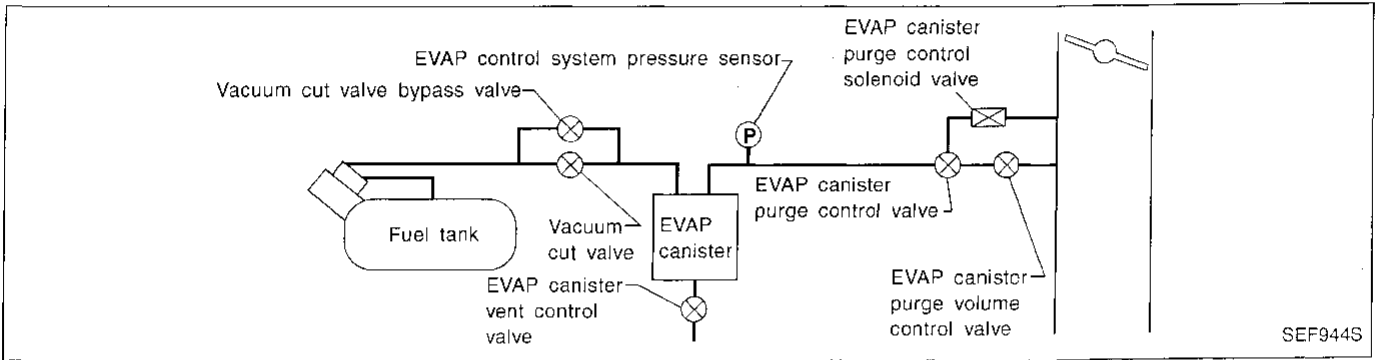 EVAP canister
purge control
solenoid valve
EVAP control system pressure sensor
Vacuum cut valve bypass valve
P
EVAP canister
purge control valve
Fuel tank
Vacuum
cut valve
EVAP
canister
EVAP canister
vent control
valve
EVAP canister
purge volume
control valve
SEF944S